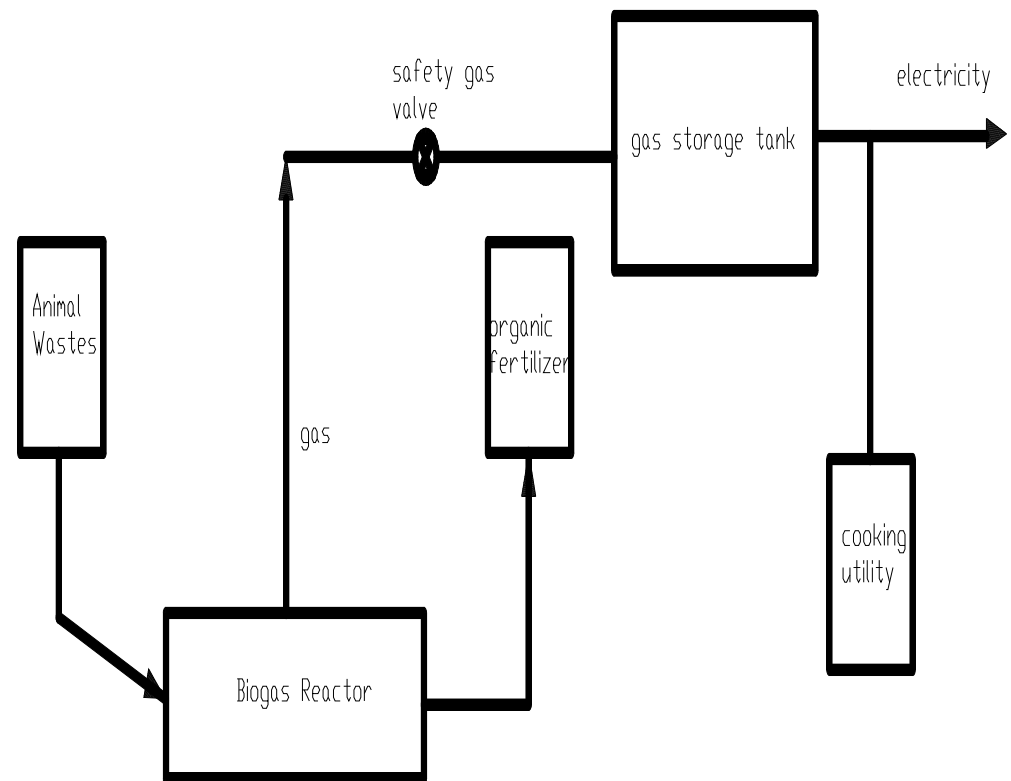 safety gas
valve
electricity
gas storage tank
Animal
Wastes
organic
fertilizer
gas
cooking
utility
Biogas Reactor